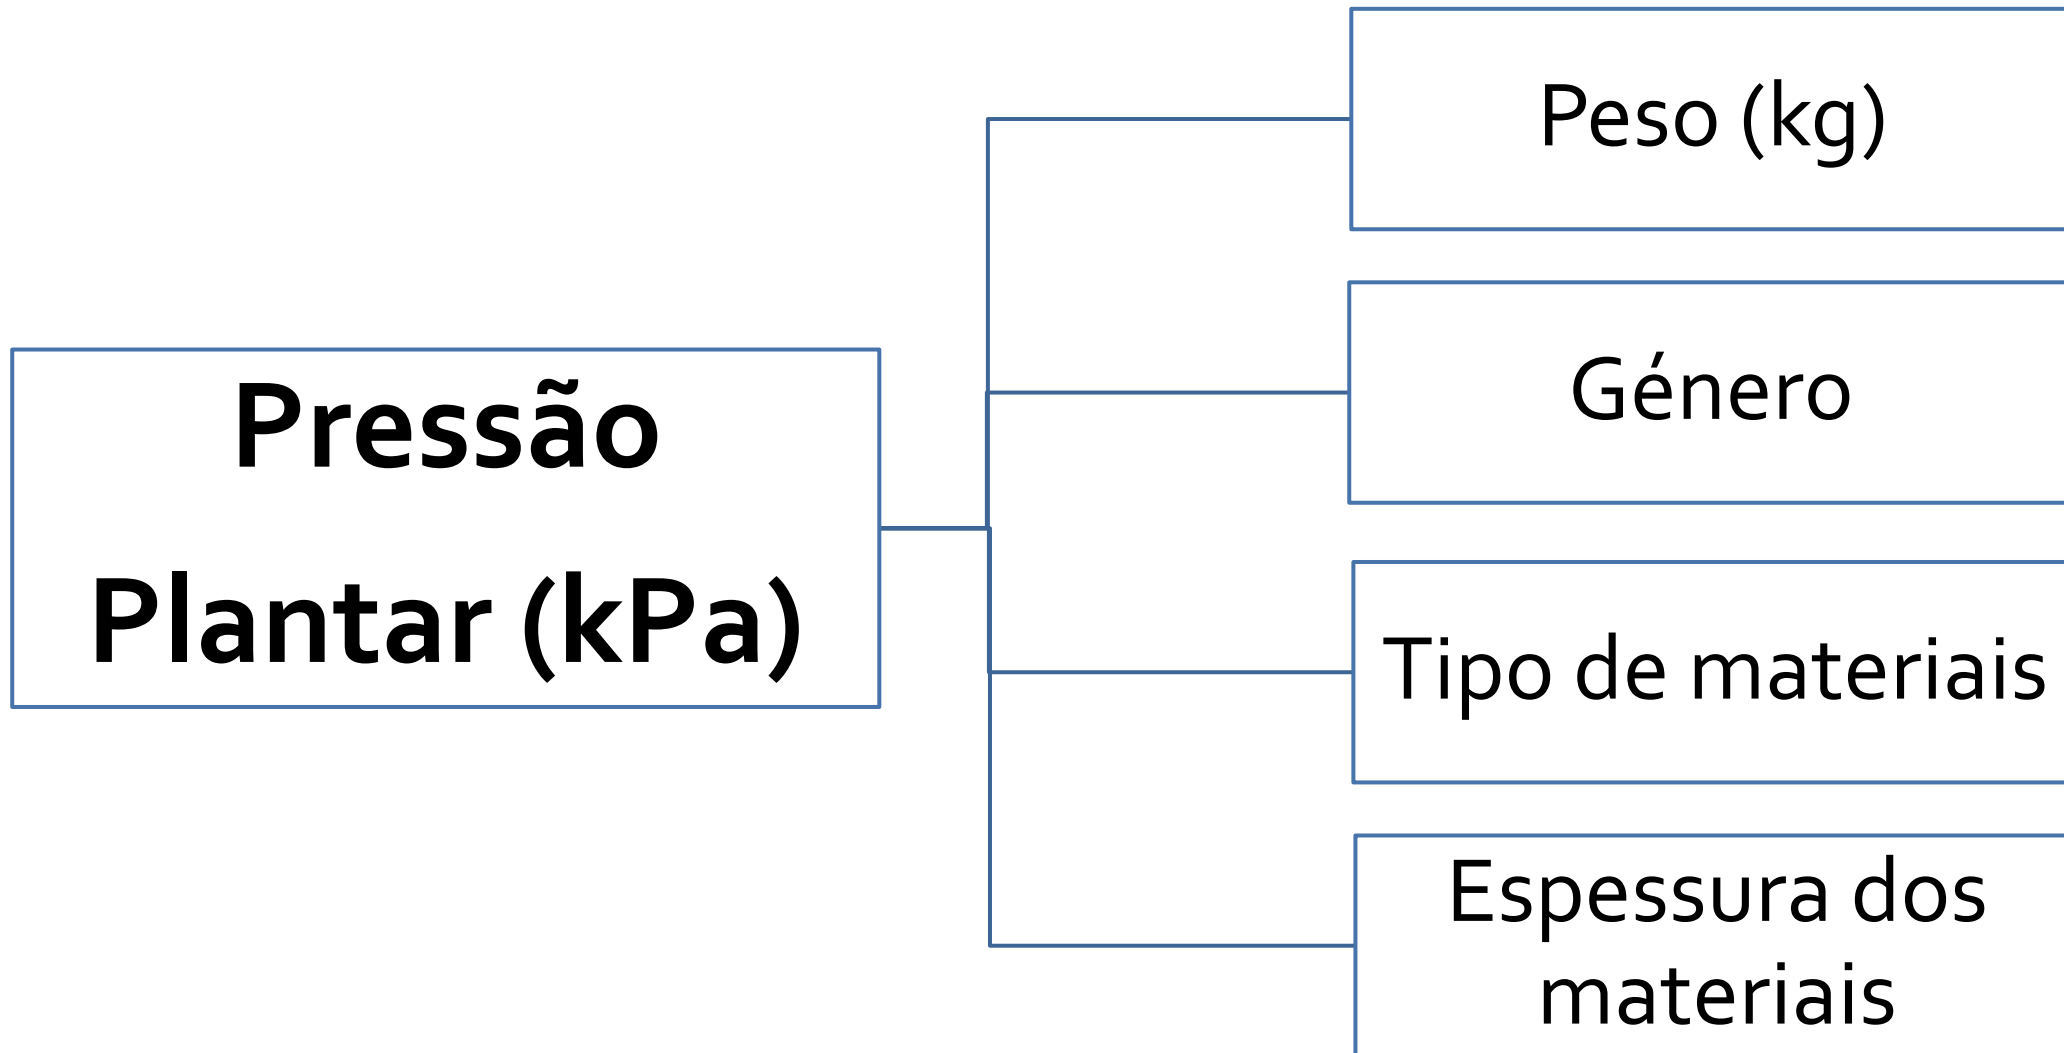 Pressão
Plantar (kPa)
Peso (kg)
Género
Tipo de materiais
Espessura dos
materiais